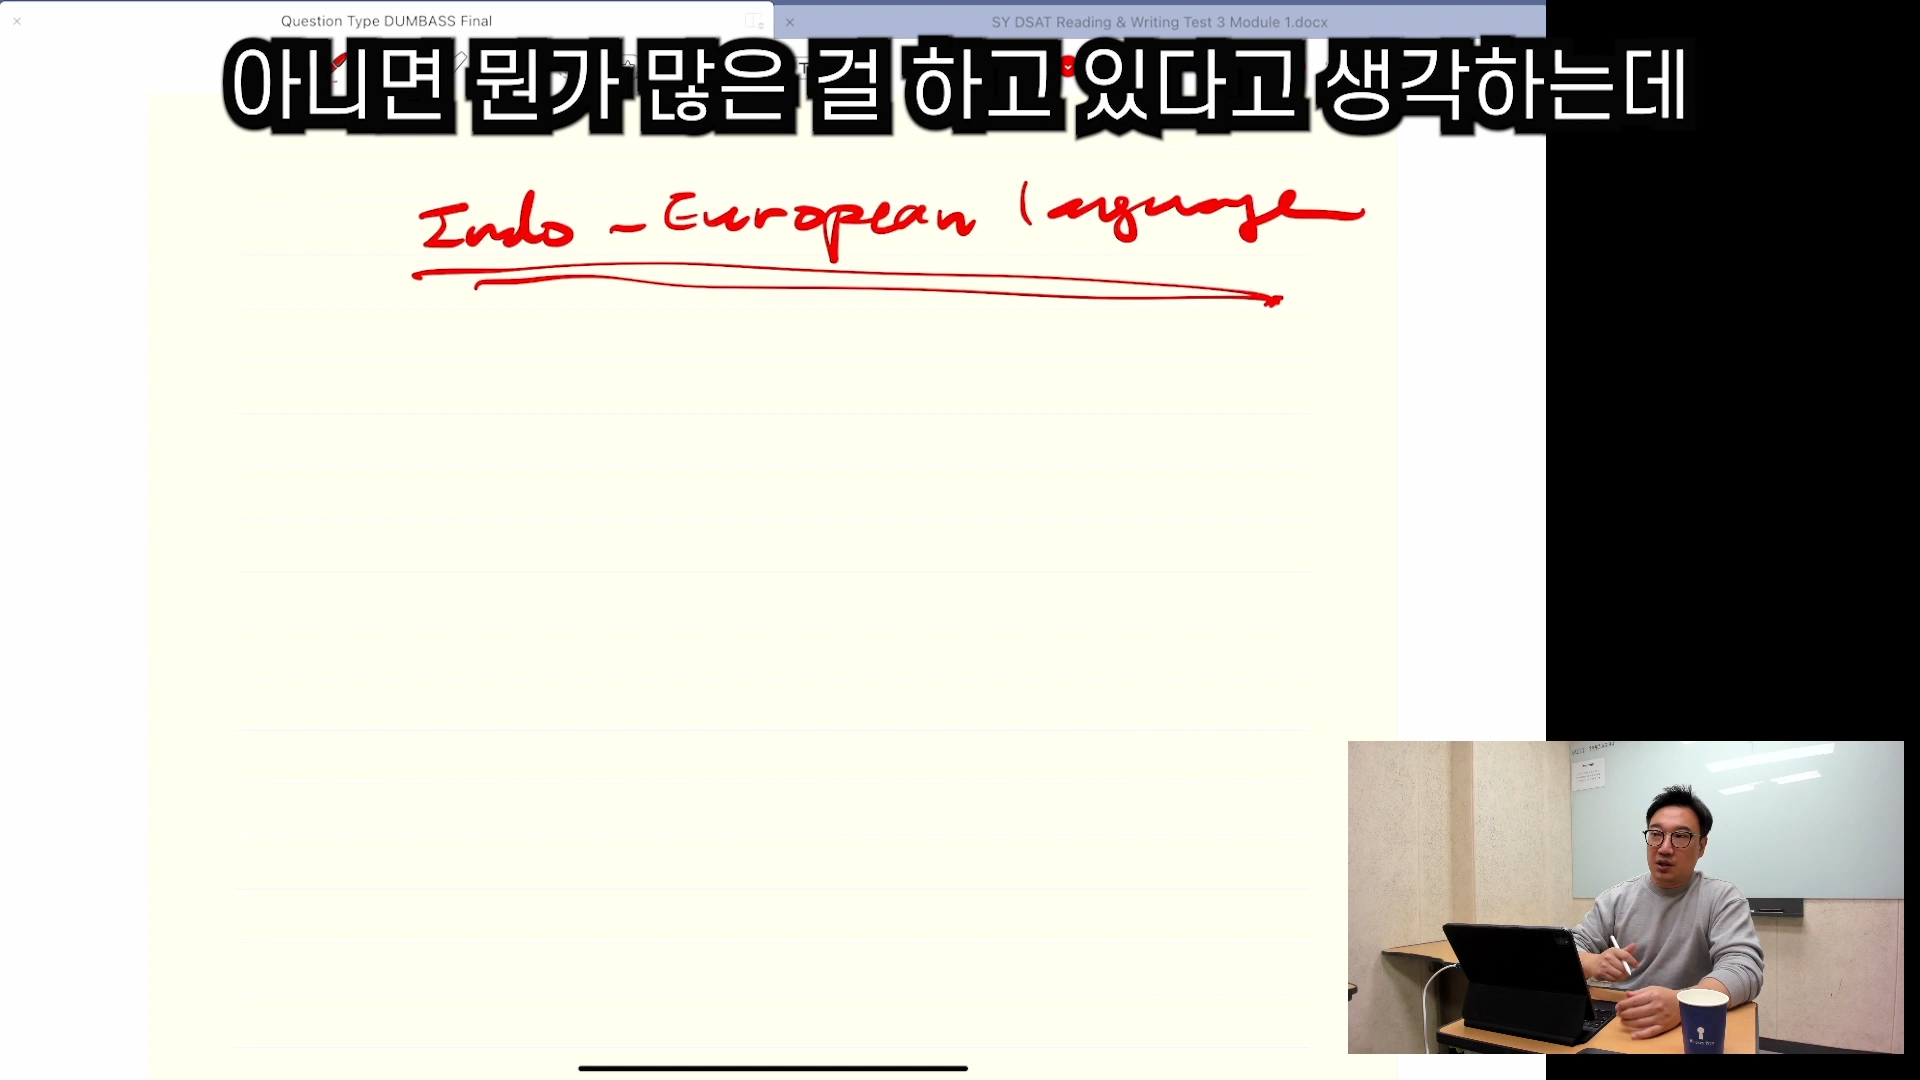 Question Type DUMBASS Final
SY DSAT Reading & Writing Test 3 Module 1.docx
아니면 뭔가 많은 걸 하고 있다고 생각하는데
Indo-European language